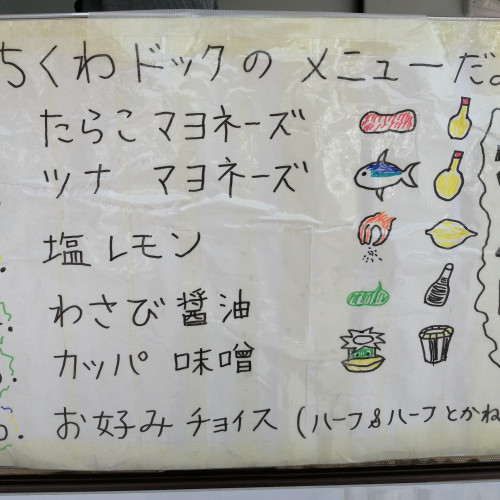 ちくわドックの メニューだ。
たらこ マヨネーズ
ツナ マヨネーズ
塩レモン
わさび 醤油
カッパ 味噌
お好み チョイス (ハーフ&ハーフとかね